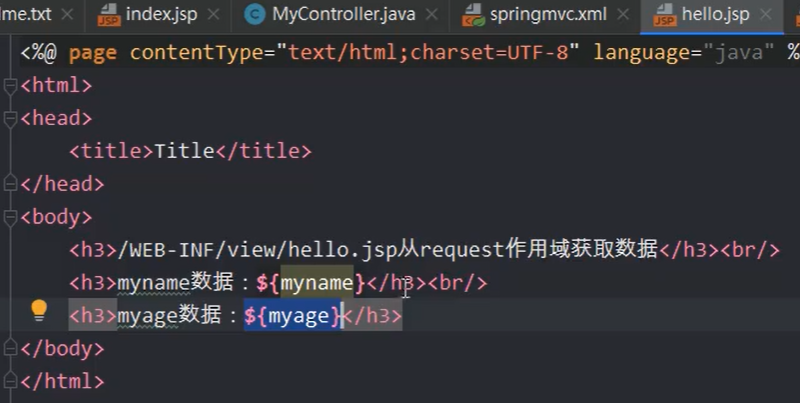 lme.txt index.jsp MyController.java springmvc.xml hello.jsp
<%@ page contentType="text/html;charset=UTF-8" language="java" %
<html>
<head>
<title>Title</title>
</head>
<body>
<h3>/WEB-INF/view/hello.jsp从request作用域获取数据</h3><br/>
<h3>myname数据：${myname}</h3><br/>
<h3>myage数据：${myage}</h3>
</body>
</html>